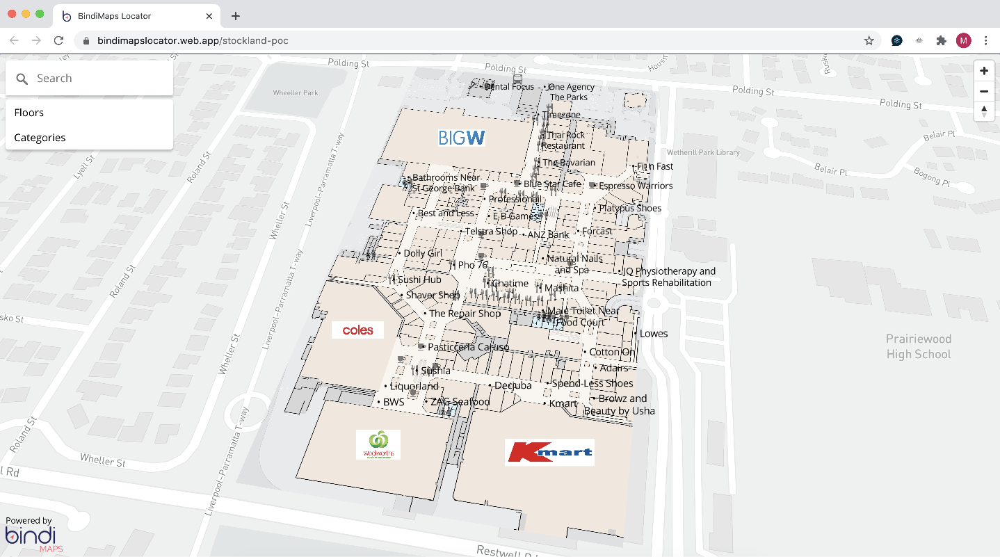 BindiMaps Locator
bindimapslocator.web.app/stockland-poc
M
Search
Floors
Categories
Polding St
Polding St
Polding St
Polding St
Wheeller Park
Belair Pl
Belair Pl
Bogong Pl
Lyell St
Roland St
Liverpool-Parramatta T-way
Wheller St
Roland St
Liverpool-Parramatta T-way
sko St
Wheller St
Roland St
Wheller St
Liverpool-Parramatta T-way
l Rd
Wetherill Park Library
Prairiewood
High School
Dental Focus
One Agency
The Parks
Timezone
BIGW
Thai Rock
Restaurant
The Bavarian
Fit n Fast
Bathrooms Near
St George Bank
Blue Star Cafe
Espresso Warriors
Professional
Platypus Shoes
Best and Less
E B Games
Telstra Shop
ANZ Bank
Forcast
Dolly Girl
Natural Nails
and Spa
Pho 76
JQ Physiotherapy and
Sports Rehabilitation
Sushi Hub
Chatime
Mashita
Shaver Shop
The Repair Shop
Male Toilet Near
Food Court
coles
Lowes
Pasticceria Caruso
Cotton On
Sushia
Adairs
Liquorland
Decjuba
Spend-Less Shoes
BWS
ZAC Seafood
Kmart
Browz and
Beauty by Usha
woolworths
Kmart
Powered by
bindi
MAPS